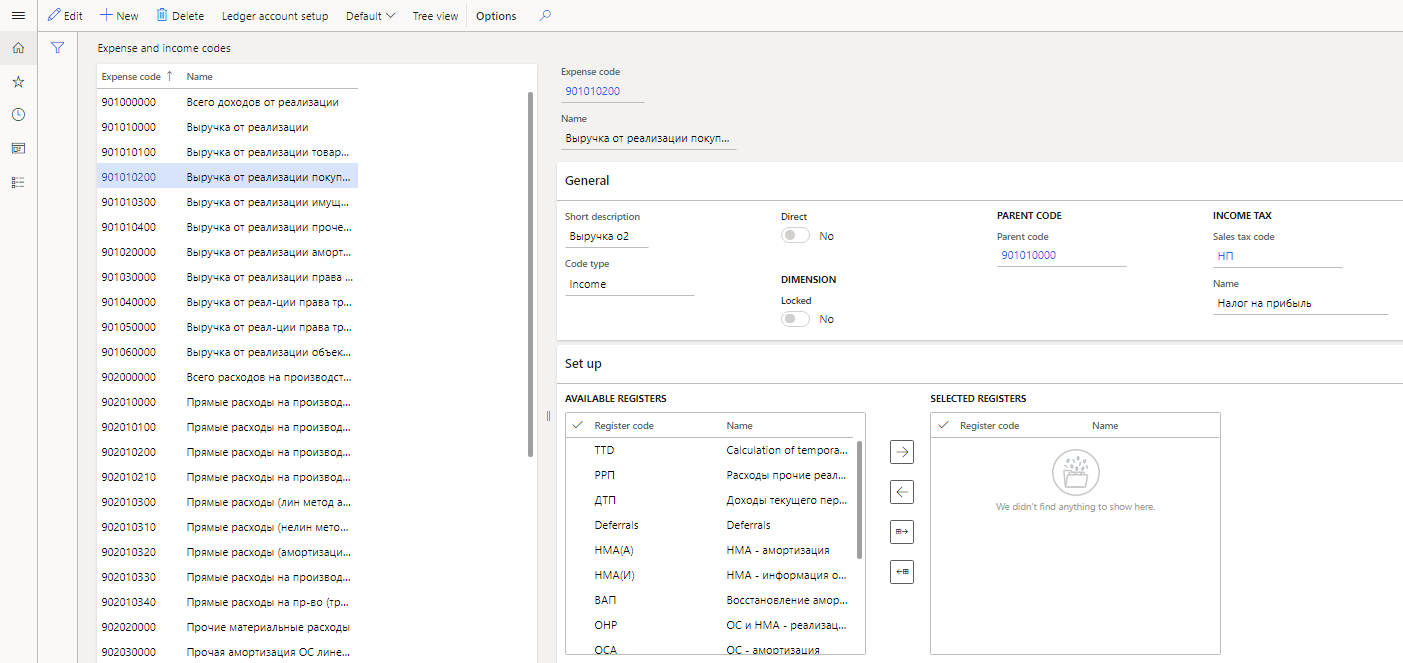 Edit New Delete Ledger account setup Default Tree view Options
Expense and income codes
Expense code Name
901000000 Всего доходов от реализации
901010000 Выручка от реализации
901010100 Выручка от реализации товар...
901010200 Выручка от реализации покуп...
901010300 Выручка от реализации имущ...
901010400 Выручка от реализации проче...
901020000 Выручка от реализации аморт...
901030000 Выручка от реализации права ...
901040000 Выручка от реал-ции права тр...
901050000 Выручка от реал-ции права тр...
901060000 Выручка от реализации объек...
902000000 Всего расходов на производст...
902010000 Прямые расходы на производ...
902010100 Прямые расходы на производ...
902010200 Прямые расходы на производ...
902010210 Прямые расходы на производ...
902010300 Прямые расходы (лин метод а...
902010310 Прямые расходы (нелин мето...
902010320 Прямые расходы (амортизаци...
902010330 Прямые расходы на производ...
902010340 Прямые расходы на пр-во (тр...
902020000 Прочие материальные расходы
902030000 Прочая амортизация ОС лине...
Expense code
901010200
Name
Выручка от реализации покуп...
General
Short description
Выручка о2
Code type
Income
Direct
No
DIMENSION
Locked
No
PARENT CODE
Parent code
901010000
INCOME TAX
Sales tax code
НП
Name
Налог на прибыль
Set up
AVAILABLE REGISTERS
Register code Name
TTD Calculation of tempora...
РРП Расходы прочие реал...
ДТП Доходы текущего пер...
Deferrals Deferrals
НМА(А) НМА - амортизация
НМА(И) НМА - информация о...
ВАП Восстановление амор...
ОНР ОС и НМА - реализац...
ОСА ОС - амортизация
SELECTED REGISTERS
Register code Name
We didn't find anything to show here.